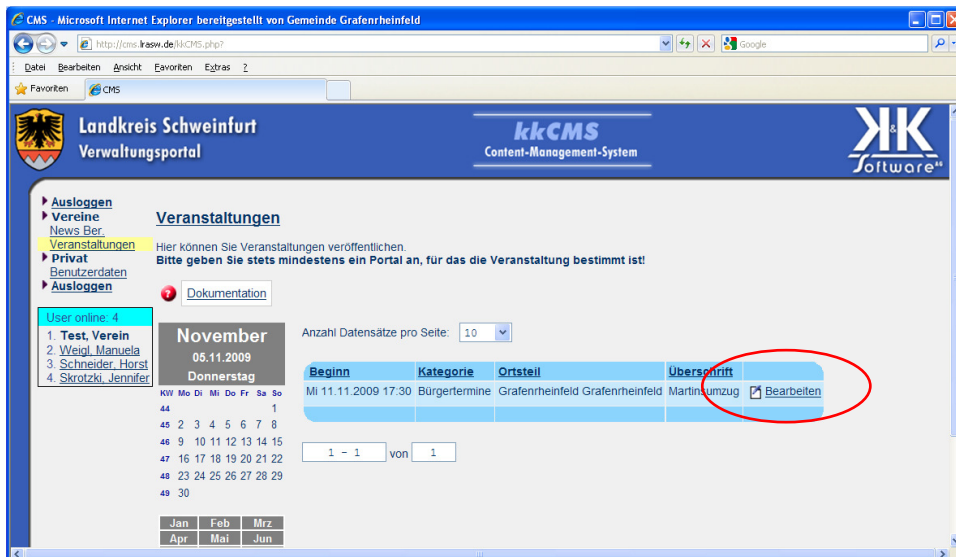 CMS - Microsoft Internet Explorer bereitgestellt von Gemeinde Grafenrheinfeld
http://cms.lrasw.de/kkCMS.php?
Google
Datei Bearbeiten Ansicht Favoriten Extras ?
Favoriten CMS
Landkreis Schweinfurt
Verwaltungsportal
kkCMS
Content-Management-System
K&K
Software AG
Ausloggen
Vereine
News Ber.
Veranstaltungen
Privat
Benutzerdaten
Ausloggen
User online: 4
1. Test, Verein
2. Weigl, Manuela
3. Schneider, Horst
4. Skrotzki, Jennifer
Veranstaltungen
Hier können Sie Veranstaltungen veröffentlichen.
Bitte geben Sie stets mindestens ein Portal an, für das die Veranstaltung bestimmt ist!
? Dokumentation
November
05.11.2009
Donnerstag
KW Mo Di Mi Do Fr Sa So
44 1
45 2 3 4 5 6 7 8
46 9 10 11 12 13 14 15
47 16 17 18 19 20 21 22
48 23 24 25 26 27 28 29
49 30
Jan Feb Mrz
Apr Mai Jun
Anzahl Datensätze pro Seite: 10
Beginn Kategorie Ortsteil Überschrift
Mi 11.11.2009 17:30 Bürgertermine Grafenrheinfeld Grafenrheinfeld Martinsumzug Bearbeiten
1 - 1 von 1